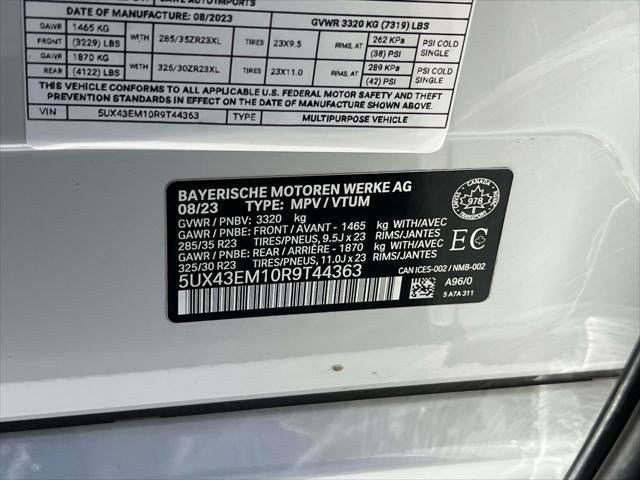 DATE OF MANUFACTURE: 08/2023 GVWR 3320 KG (7319) LBS
GAWR 1465 KG
FRONT (3229) LBS WITH 285/35ZR23XL TIRES 23X9.5 RIMS, AT 262 KPa (38) PSI PSI COLD SINGLE
GAWR 1870 KG
REAR (4122) LBS WITH 325/30ZR23XL TIRES 23X11.0 RIMS, AT 289 KPa (42) PSI PSI COLD SINGLE
THIS VEHICLE CONFORMS TO ALL APPLICABLE U.S. FEDERAL MOTOR SAFETY AND THEFT
PREVENTION STANDARDS IN EFFECT ON THE DATE OF MANUFACTURE SHOWN ABOVE.
VIN 5UX43EM10R9T44363 TYPE MULTIPURPOSE VEHICLE
BAYERISCHE MOTOREN WERKE AG
08/23 TYPE: MPV / VTUM
GVWR / PNBV: 3320 kg
GAWR / PNBE: FRONT / AVANT - 1465 kg WITH/AVEC
285/35 R23 TIRES/PNEUS, 9.5J x 23 RIMS/JANTES
GAWR / PNBE: REAR / ARRIÈRE - 1870 kg WITH/AVEC
325/30 R23 TIRES/PNEUS, 11.0J x 23 RIMS/JANTES
5UX43EM10R9T44363
CANADA
978
TRANSPORT
EC
CAN ICES-002 / NMB-002
A96/0
5 A7A 311